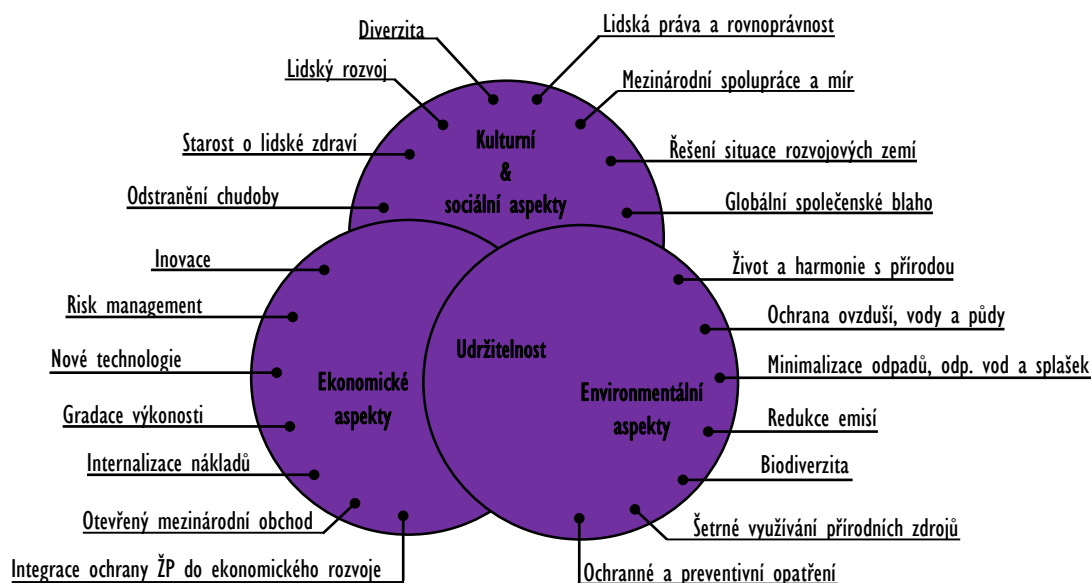 Diverzita
Lidská práva a rovnoprávnost
Lidský rozvoj
Mezinárodní spolupráce a mír
Starost o lidské zdraví
Kulturní
&
sociální aspekty
Řešení situace rozvojových zemí
Odstranění chudoby
Globální společenské blaho
Inovace
Život a harmonie s přírodou
Risk management
Ochrana ovzduší, vody a půdy
Nové technologie
Udržitelnost
Minimalizace odpadů, odp. vod a splašek
Ekonomické
aspekty
Environmentální
aspekty
Gradace výkonosti
Redukce emisí
Internalizace nákladů
Biodiverzita
Otevřený mezinárodní obchod
Šetrné využívání přírodních zdrojů
Integrace ochrany ŽP do ekonomického rozvoje
Ochranné a preventivní opatření